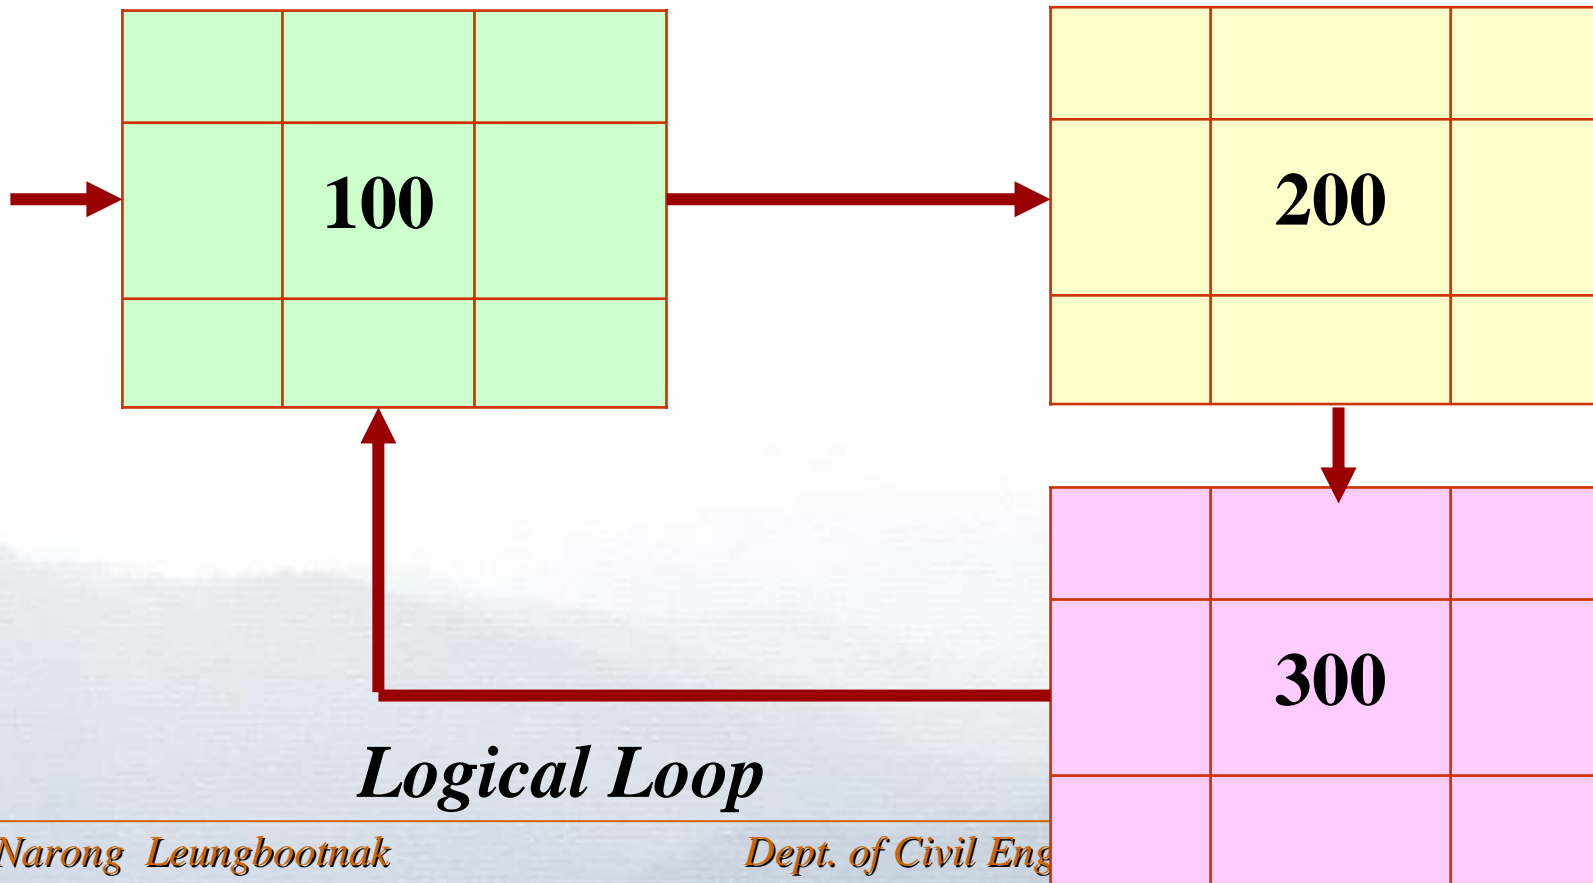 100
200
300
Logical Loop
Narong Leungbootnak
Dept. of Civil Eng